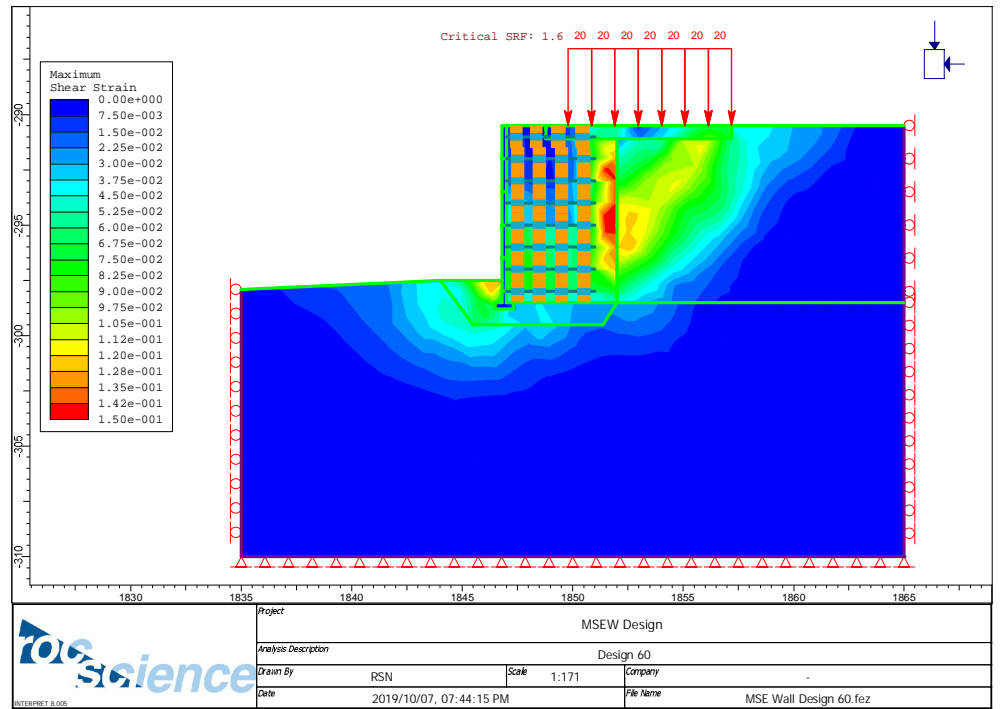 Critical SRF: 1.6
20 20 20 20 20 20 20
Maximum
Shear Strain
0.00e+000
7.50e-003
1.50e-002
2.25e-002
3.00e-002
3.75e-002
4.50e-002
5.25e-002
6.00e-002
6.75e-002
7.50e-002
8.25e-002
9.00e-002
9.75e-002
1.05e-001
1.12e-001
1.20e-001
1.28e-001
1.35e-001
1.42e-001
1.50e-001
-290
-295
-300
-305
-310
1830 1835 1840 1845 1850 1855 1860 1865
rocscience
INTERPRET 8.005
Project
MSEW Design
Analysis Description
Design 60
Drawn By
RSN
Scale
1:171
Company
-
Date
2019/10/07, 07:44:15 PM
File Name
MSE Wall Design 60.fez